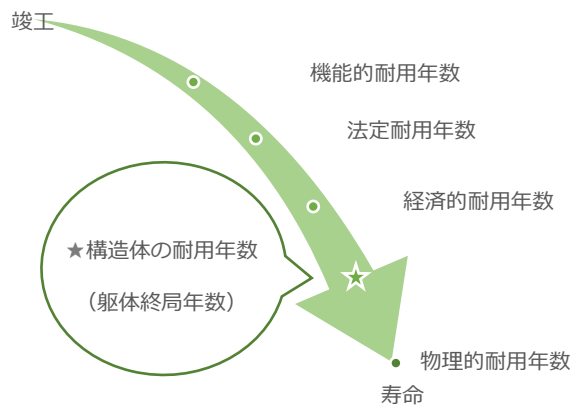 竣工
機能的耐用年数
法定耐用年数
経済的耐用年数
★構造体の耐用年数
（躯体終局年数）
物理的耐用年数
寿命